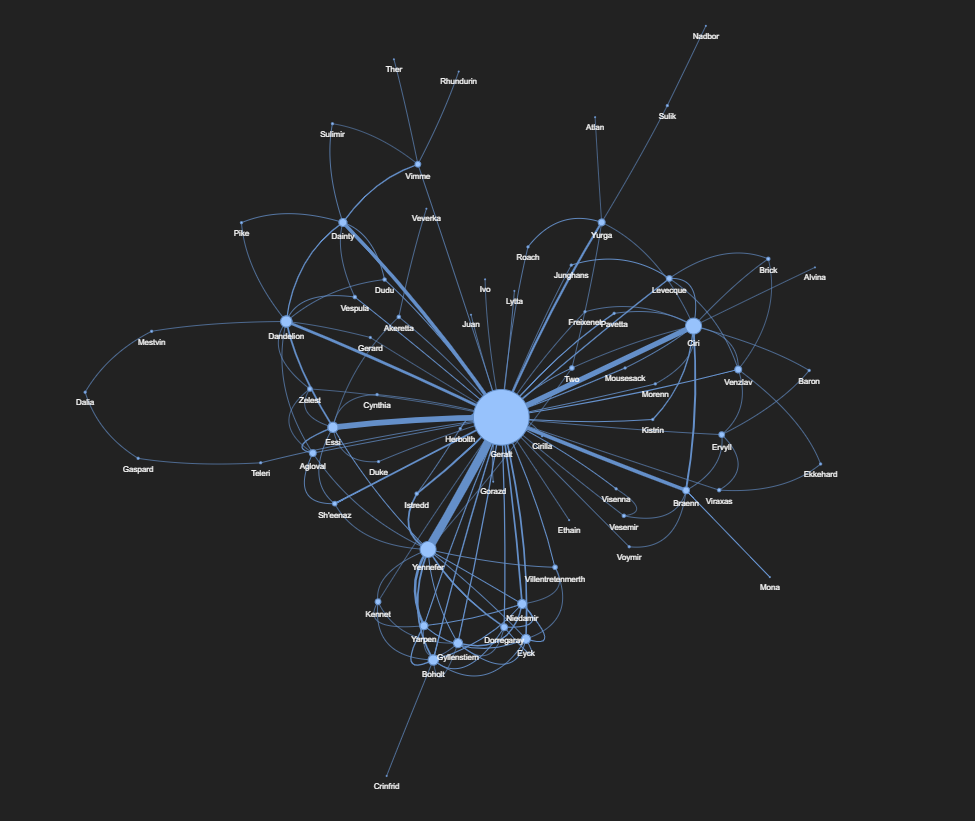 Nadbor
Ther
Rhundurin
Sulik
Atlan
Sulimir
Vimme
Veverka
Pike
Dainty
Yurga
Roach
Junghans
Brick
Alvina
Levecque
Dudu
Ivo
Lytta
Vespula
Juan
Akeretta
Freixenet
Pavetta
Dandelion
Mestvin
Gerard
Ciri
Two
Mousesack
Venzlav
Baron
Morenn
Dalia
Zelest
Cynthia
Kistrin
Essi
Herbolth
Cirilla
Ervyll
Geralt
Agloval
Gaspard
Teleri
Duke
Ekkehard
Gorazd
Istredd
Visenna
Viraxas
Braenn
Sh'eenaz
Vesemir
Ethain
Voymir
Yennefer
Villentretenmerth
Mona
Kennet
Niedamir
Yarpen
Dorregaray
Eyck
Gyllenstiern
Boholt
Crinfrid